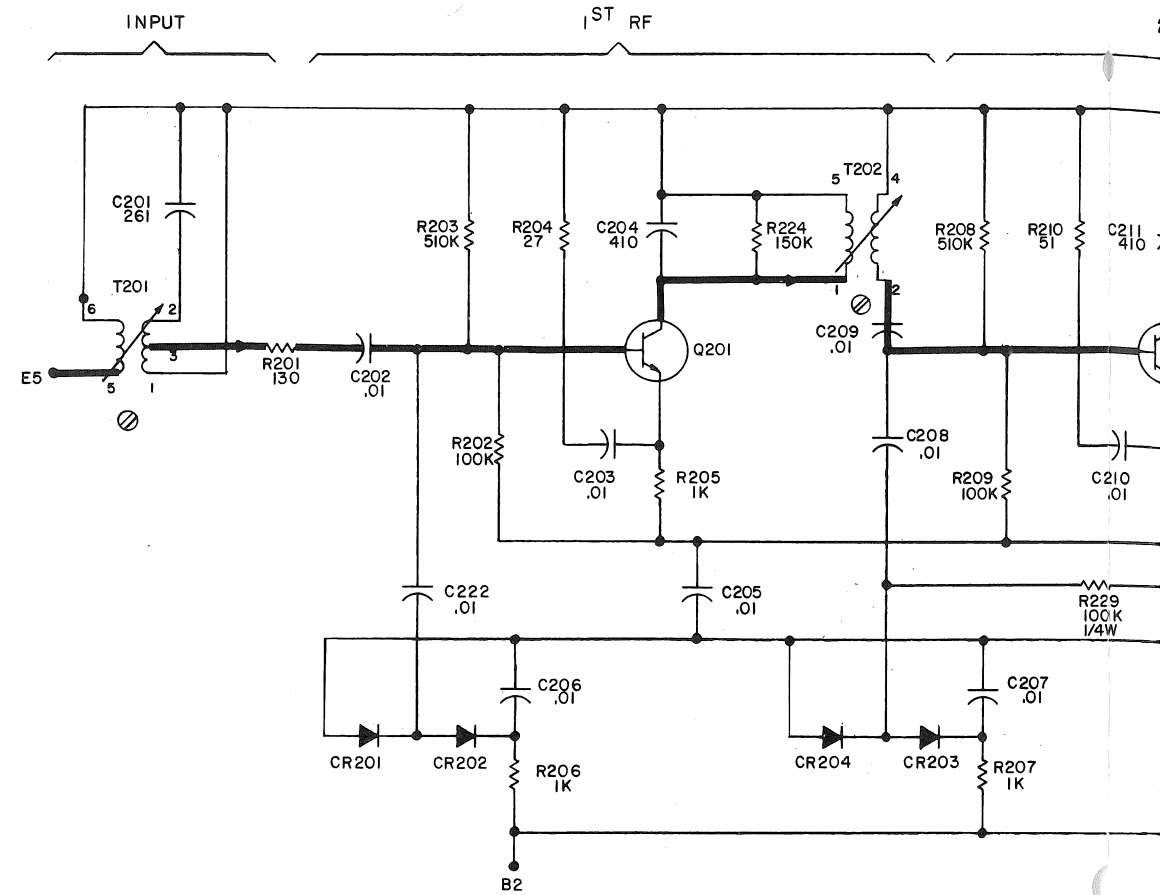 INPUT
1ST RF
C201
261
T201
6
2
3
5
1
E5
R201
130
C202
.01
R203
510K
R204
27
C204
410
R224
150K
5
T202
4
1
2
R208
510K
R210
51
C211
410
Q201
C209
.01
R202
100K
C203
.01
R205
1K
C208
.01
R209
100K
C210
.01
C222
.01
C205
.01
R229
100K
1/4W
C206
.01
C207
.01
CR201
CR202
R206
1K
CR204
CR203
R207
1K
B2